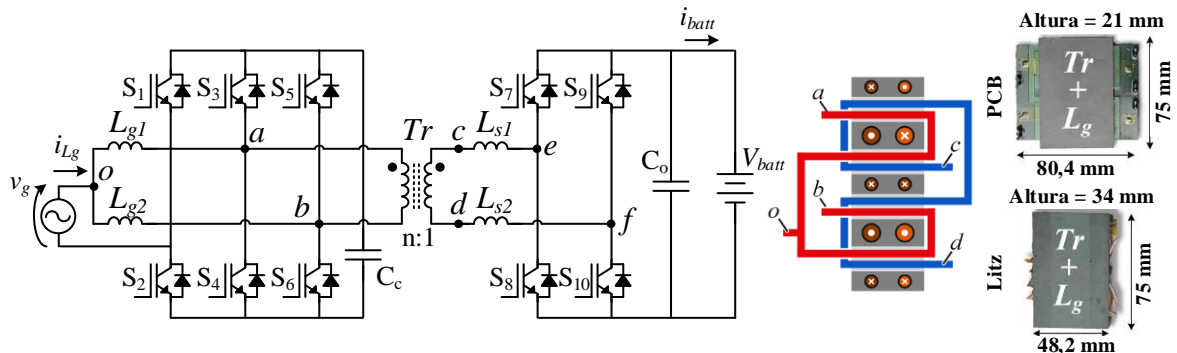 i_batt
S1 S3 S5
S7 S9
L_g1
a
Tr
c
L_s1
e
i_Lg
o
v_g
C_o
V_batt
L_g2
b
d
L_s2
f
n:1
S2 S4 S6
C_c
S8 S10
a
c
b
o
d
Altura = 21 mm
PCB
Tr
+
L_g
75 mm
80,4 mm
Altura = 34 mm
Litz
Tr
+
L_g
75 mm
48,2 mm